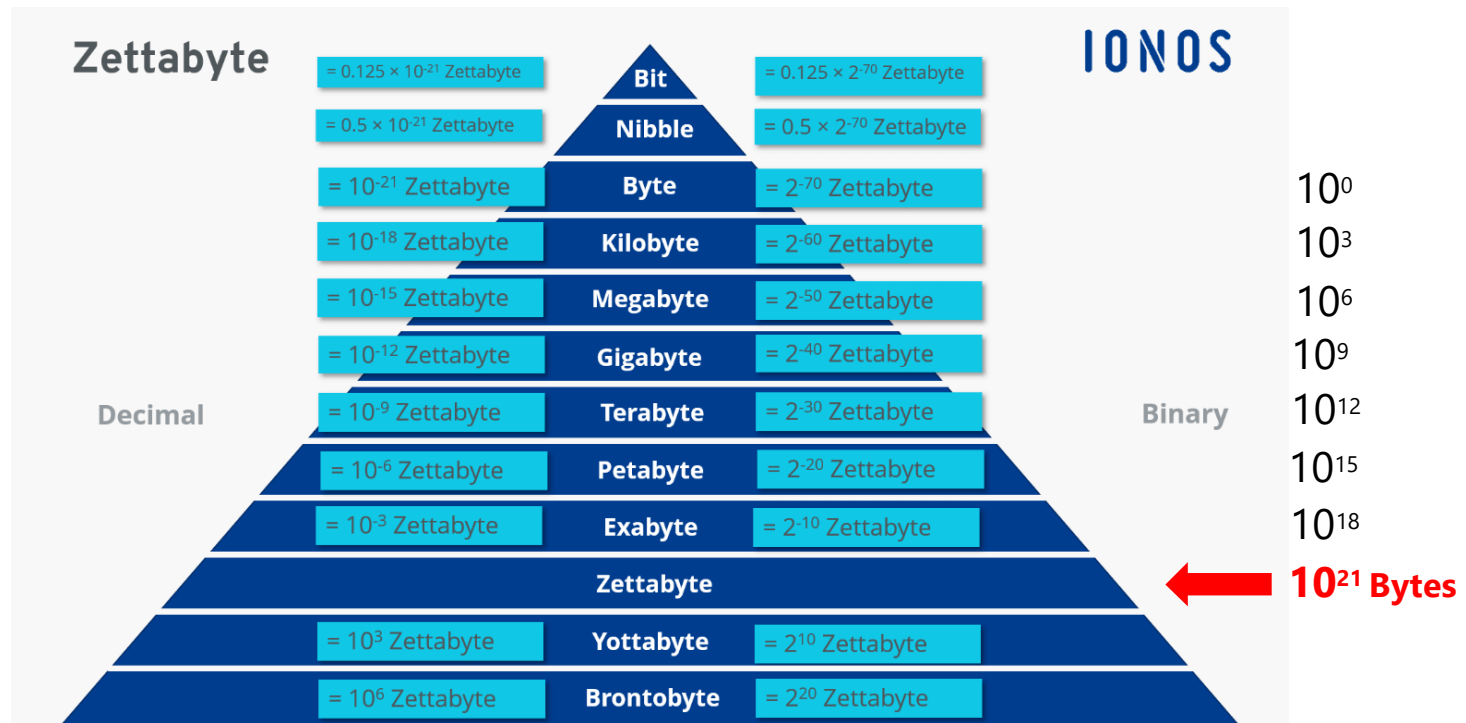 Zettabyte
IONOS
= 0.125 × 10⁻²¹ Zettabyte Bit = 0.125 × 2⁻⁷⁰ Zettabyte
= 0.5 × 10⁻²¹ Zettabyte Nibble = 0.5 × 2⁻⁷⁰ Zettabyte
= 10⁻²¹ Zettabyte Byte = 2⁻⁷⁰ Zettabyte 10⁰
= 10⁻¹⁸ Zettabyte Kilobyte = 2⁻⁶⁰ Zettabyte 10³
= 10⁻¹⁵ Zettabyte Megabyte = 2⁻⁵⁰ Zettabyte 10⁶
= 10⁻¹² Zettabyte Gigabyte = 2⁻⁴⁰ Zettabyte 10⁹
Decimal = 10⁻⁹ Zettabyte Terabyte = 2⁻³⁰ Zettabyte Binary 10¹²
= 10⁻⁶ Zettabyte Petabyte = 2⁻²⁰ Zettabyte 10¹⁵
= 10⁻³ Zettabyte Exabyte = 2⁻¹⁰ Zettabyte 10¹⁸
Zettabyte 10²¹ Bytes
= 10³ Zettabyte Yottabyte = 2¹⁰ Zettabyte
= 10⁶ Zettabyte Brontobyte = 2²⁰ Zettabyte